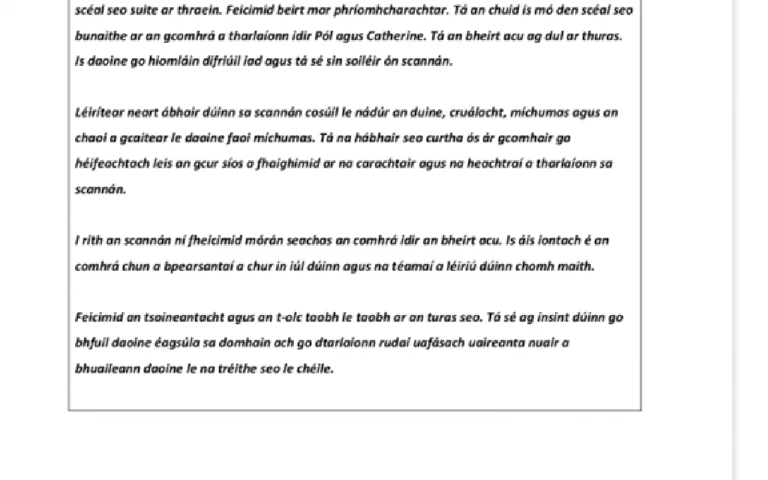 scéal seo suite ar thraein. Feicimid beirt mar phríomhcharachtar. Tá an chuid is mó den scéal seo
bunaithe ar an gcomhrá a tharlaíonn idir Pól agus Catherine. Tá an bheirt acu ag dul ar thuras.
Is daoine go hiomláin difriúil iad agus tá sé sin soiléir ón scannán.
Léirítear neart ábhair dúinn sa scannán cosúil le nádúr an duine, cruálacht, míchumas agus an
chaoi a gcaitear le daoine faoi mhíchumas. Tá na hábhair seo curtha ós ár gcomhair go
héifeachtach leis an gcur síos a fhaighimid ar na carachtair agus na heachtraí a tharlaíonn sa
scannán.
I rith an scannán ní fheicimid mórán seachas an comhrá idir an bheirt acu. Is áis iontach é an
comhrá chun a bpearsantaí a chur in iúl dúinn agus na téamaí a léiriú dúinn chomh maith.
Feicimid an tsoineantacht agus an t-olc taobh le taobh ar an turas seo. Tá sé ag insint dúinn go
bhfuil daoine éagsúla sa domhain ach go dtarlaíonn rudaí uafásach uaireanta nuair a
bhuaileann daoine le na tréithe seo le chéile.